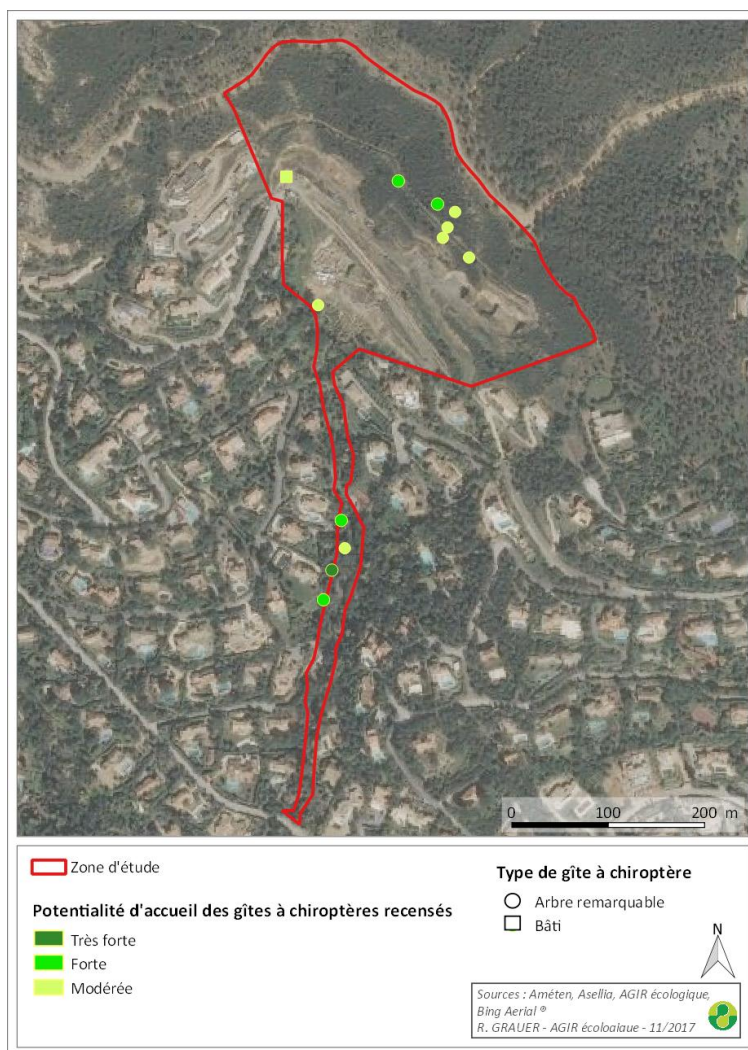 0 100 200 m
Zone d'étude
Potentialité d'accueil des gîtes à chiroptères recensés
Très forte
Forte
Modérée
Type de gîte à chiroptère
Arbre remarquable
Bâti
N
Sources : Améten, Asellia, AGIR écologique,
Bing Aerial ®
R. GRAUER - AGIR écologique - 11/2017